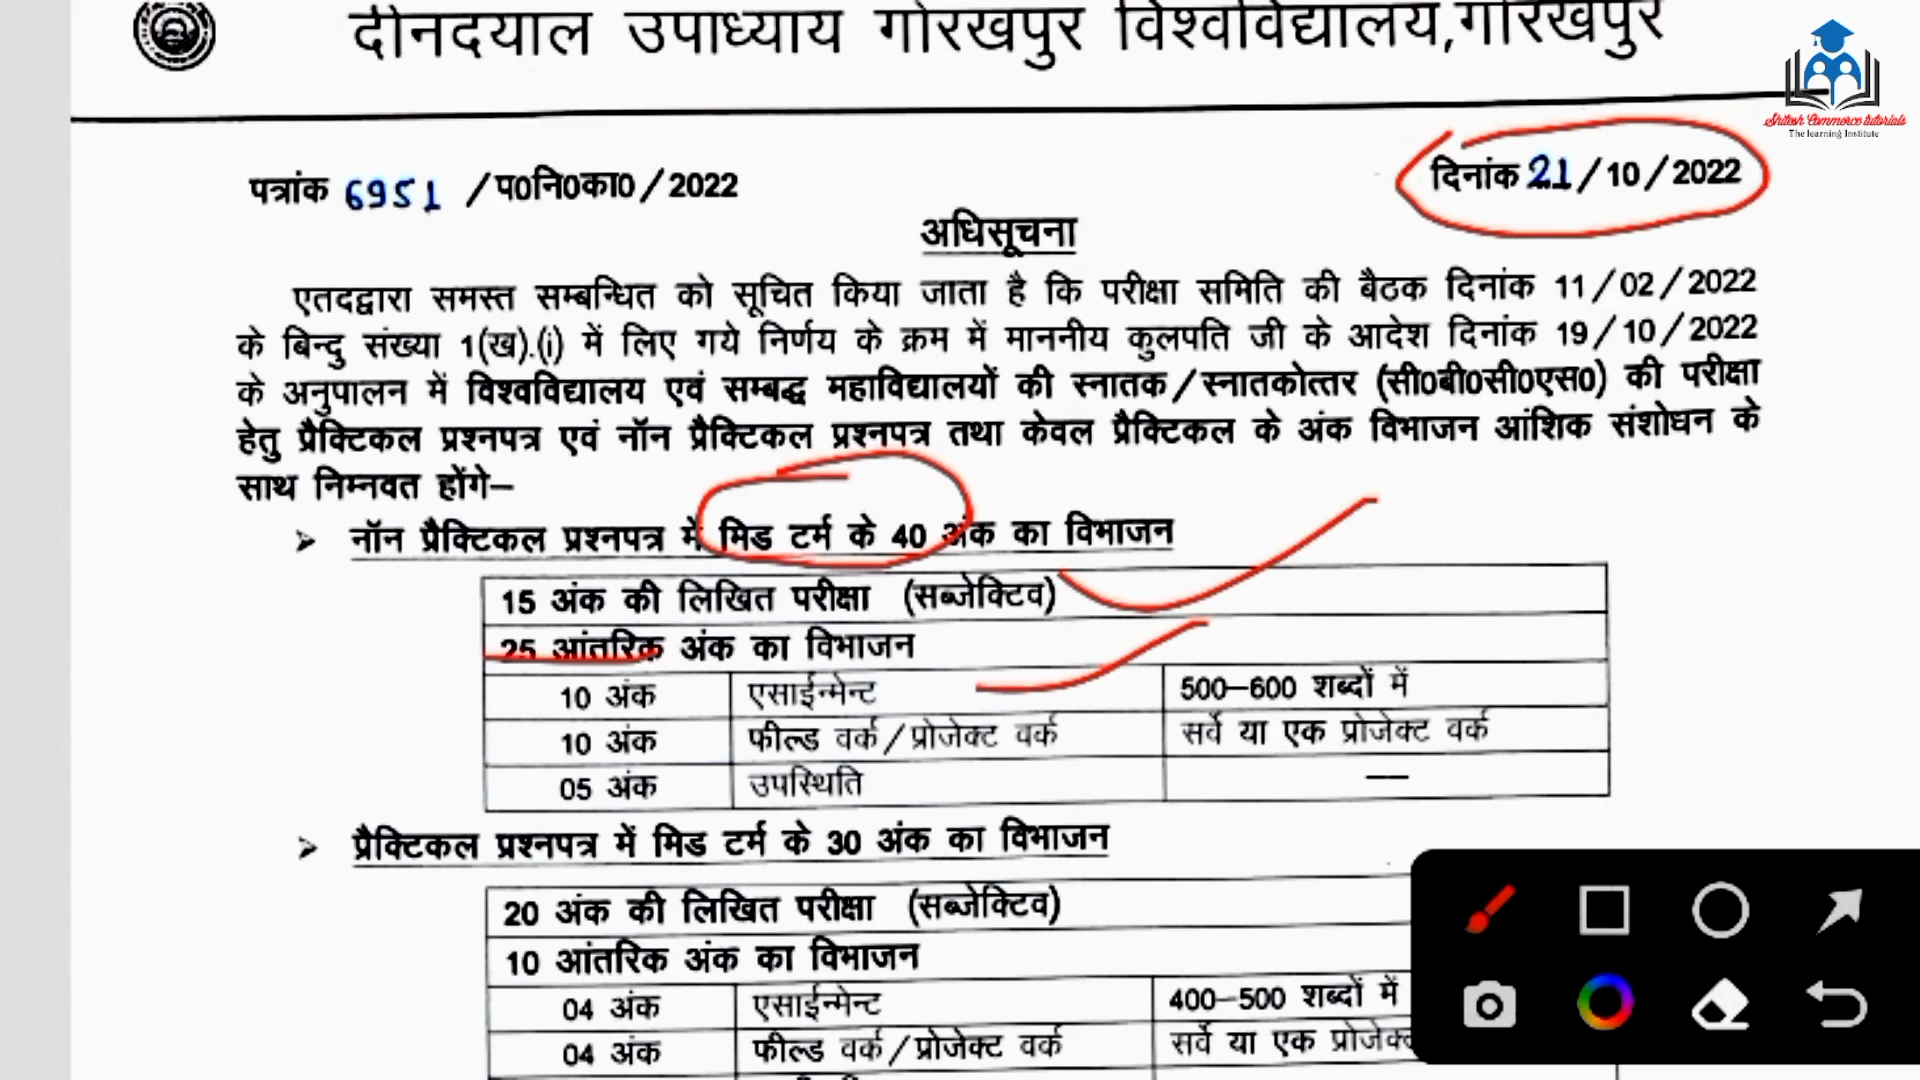 दीनदयाल उपाध्याय गोरखपुर विश्वविद्यालय,गोरखपुर
Shitesh Commerce tutorials
The learning Institute
पत्रांक 6951 /प0नि0का0/2022
दिनांक 21/10/2022
अधिसूचना
एतदद्वारा समस्त सम्बन्धित को सूचित किया जाता है कि परीक्षा समिति की बैठक दिनांक 11/02/2022
के बिन्दु संख्या 1(ख).(i) में लिए गये निर्णय के क्रम में माननीय कुलपति जी के आदेश दिनांक 19/10/2022
के अनुपालन में विश्वविद्यालय एवं सम्बद्ध महाविद्यालयों की स्नातक/स्नातकोत्तर (सी0बी0सी0एस0) की परीक्षा
हेतु प्रैक्टिकल प्रश्नपत्र एवं नॉन प्रैक्टिकल प्रश्नपत्र तथा केवल प्रैक्टिकल के अंक विभाजन आंशिक संशोधन के
साथ निम्नवत होंगे–
➢ नॉन प्रैक्टिकल प्रश्नपत्र में मिड टर्म के 40 अंक का विभाजन
15 अंक की लिखित परीक्षा (सब्जेक्टिव)
25 आंतरिक अंक का विभाजन
10 अंक एसाईन्मेन्ट 500–600 शब्दों में
10 अंक फील्ड वर्क/प्रोजेक्ट वर्क सर्वे या एक प्रोजेक्ट वर्क
05 अंक उपस्थिति —
➢ प्रैक्टिकल प्रश्नपत्र में मिड टर्म के 30 अंक का विभाजन
20 अंक की लिखित परीक्षा (सब्जेक्टिव)
10 आंतरिक अंक का विभाजन
04 अंक एसाईन्मेन्ट 400–500 शब्दों में
04 अंक फील्ड वर्क/प्रोजेक्ट वर्क सर्वे या एक